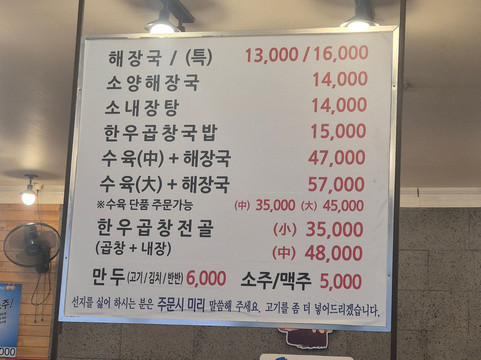 해장국 / (특) 13,000 / 16,000
소양해장국 14,000
소내장탕 14,000
한우곱창국밥 15,000
수육(中) + 해장국 47,000
수육(大) + 해장국 57,000
※수육 단품 주문가능 (中) 35,000 (大) 45,000
한우곱창전골 (小) 35,000
(곱창 + 내장) (中) 48,000
만두(고기/김치/반반) 6,000 소주/맥주 5,000
선지를 싫어 하시는 분은 주문시 미리 말씀해 주세요. 고기를 좀 더 넣어드리겠습니다.